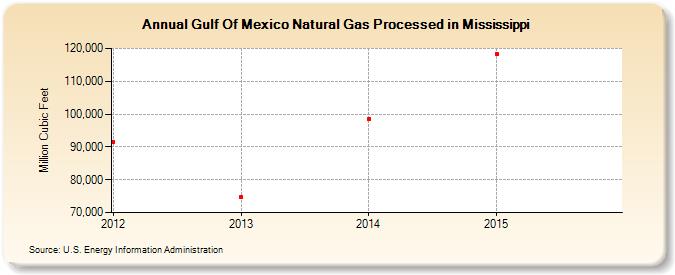 Annual Gulf Of Mexico Natural Gas Processed in Mississippi
Million Cubic Feet
120,000
110,000
100,000
90,000
80,000
70,000
2012 2013 2014 2015
Source: U.S. Energy Information Administration